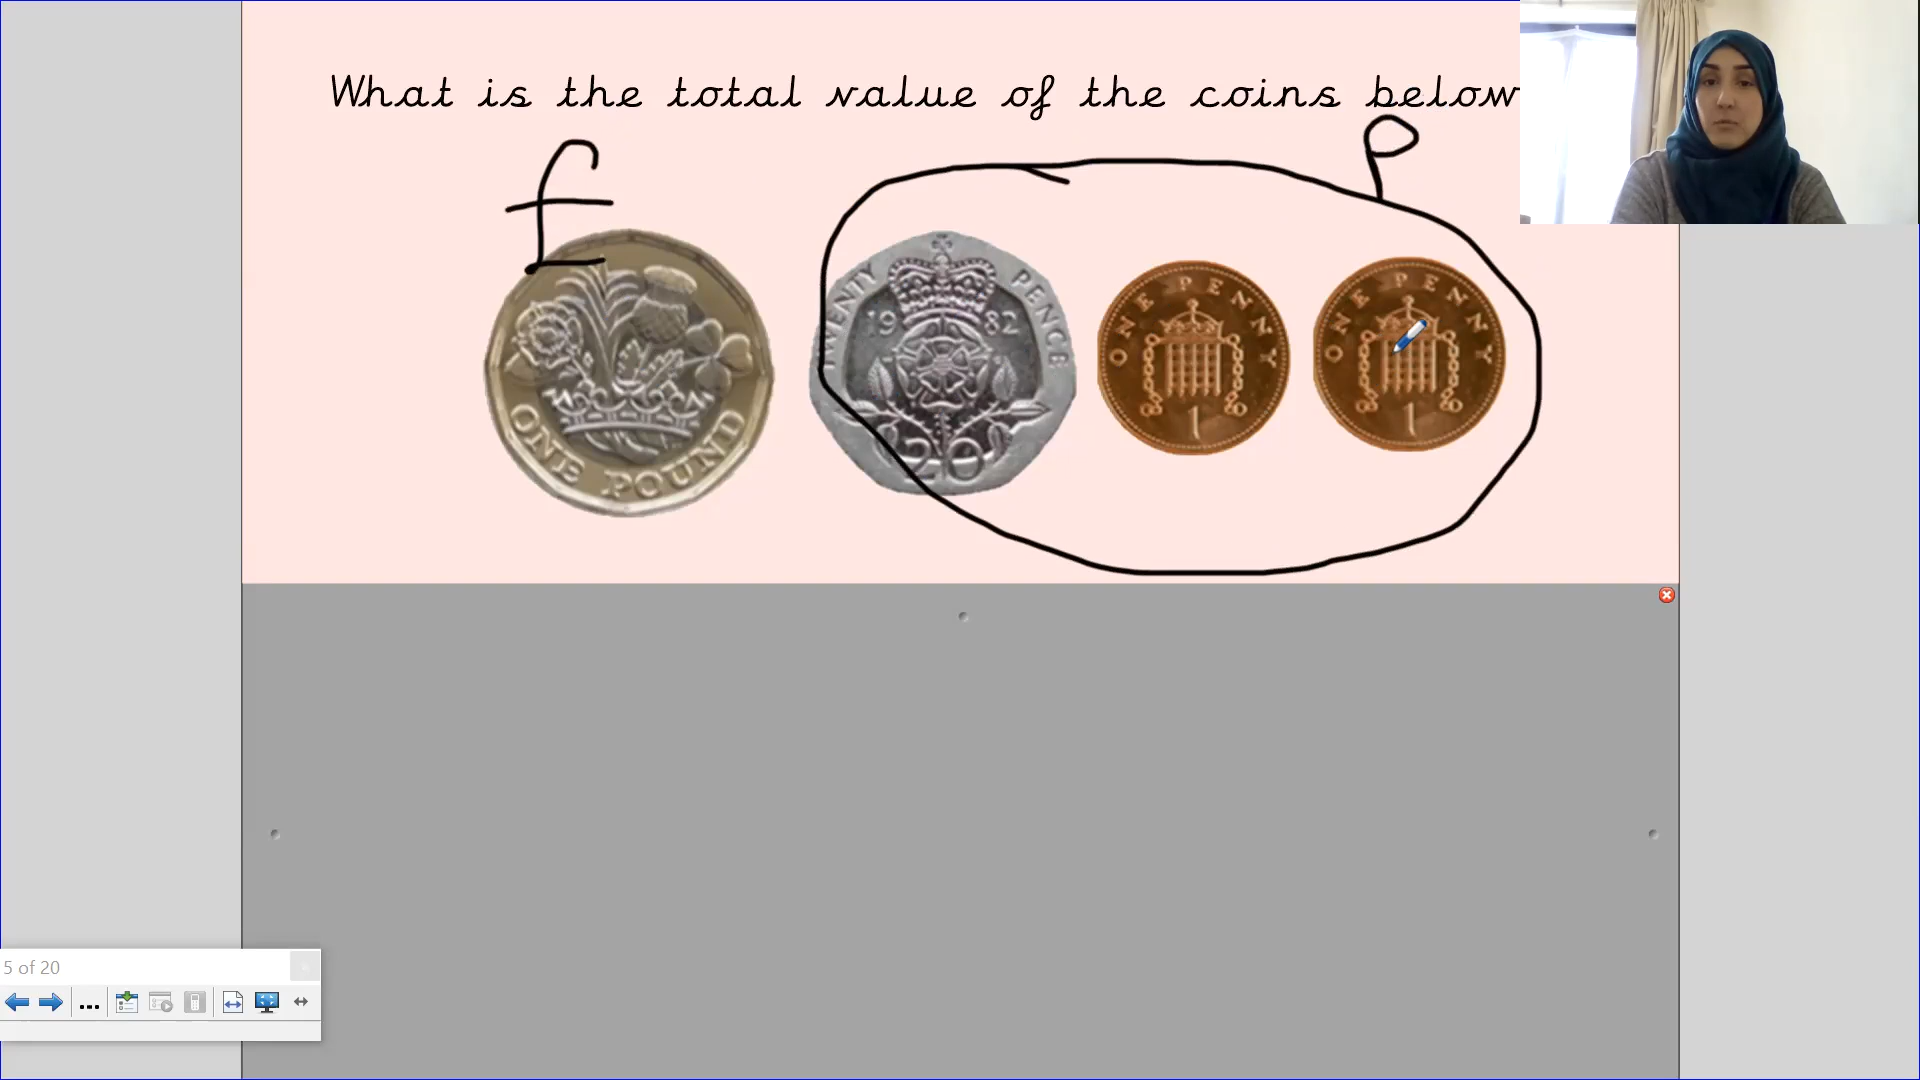 What is the total value of the coins below
£
p
ONE POUND
TWENTY PENCE
1982
20
ONE PENNY
1
ONE PENNY
1
5 of 20